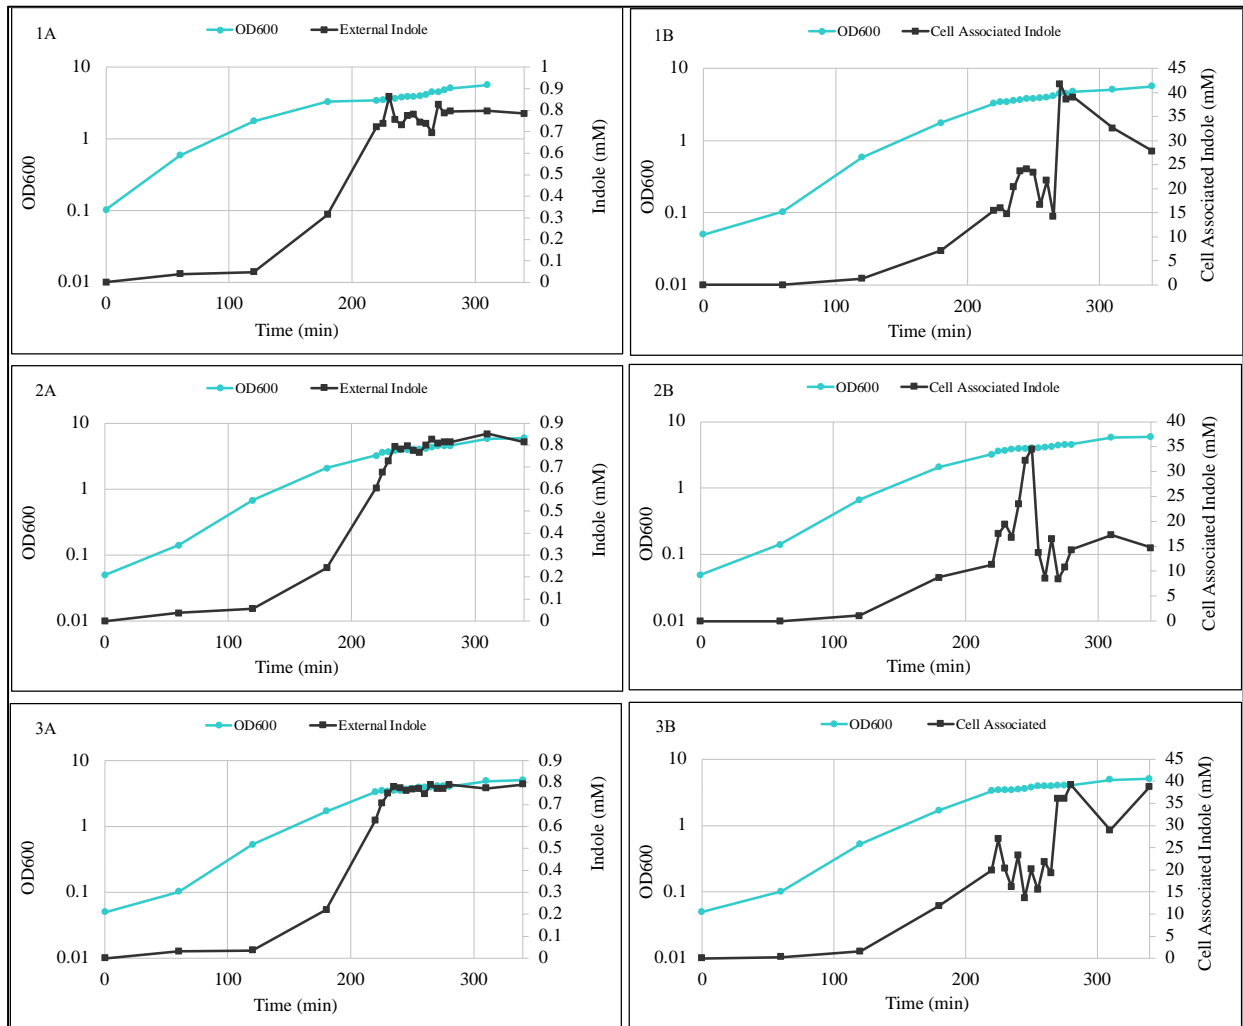 1A
OD600 External Indole
10
1
0.1
0.01
1
0.9
0.8
0.7
0.6
0.5
0.4
0.3
0.2
0.1
0
0 100 200 300
OD600
Indole (mM)
Time (min)
1B
OD600 Cell Associated Indole
10
1
0.1
0.01
45
40
35
30
25
20
15
10
5
0
0 100 200 300
OD600
Cell Associated Indole (mM)
Time (min)
2A
OD600 External Indole
10
1
0.1
0.01
0.9
0.8
0.7
0.6
0.5
0.4
0.3
0.2
0.1
0
0 100 200 300
OD600
Indole (mM)
Time (min)
2B
OD600 Cell Associated Indole
10
1
0.1
0.01
40
35
30
25
20
15
10
5
0
0 100 200 300
OD600
Cell Associated Indole (mM)
Time (min)
3A
OD600 External Indole
10
1
0.1
0.01
0.9
0.8
0.7
0.6
0.5
0.4
0.3
0.2
0.1
0
0 100 200 300
OD600
Indole (mM)
Time (min)
3B
OD600 Cell Associated
10
1
0.1
0.01
45
40
35
30
25
20
15
10
5
0
0 100 200 300
OD600
Cell Associated Indole (mM)
Time (min)